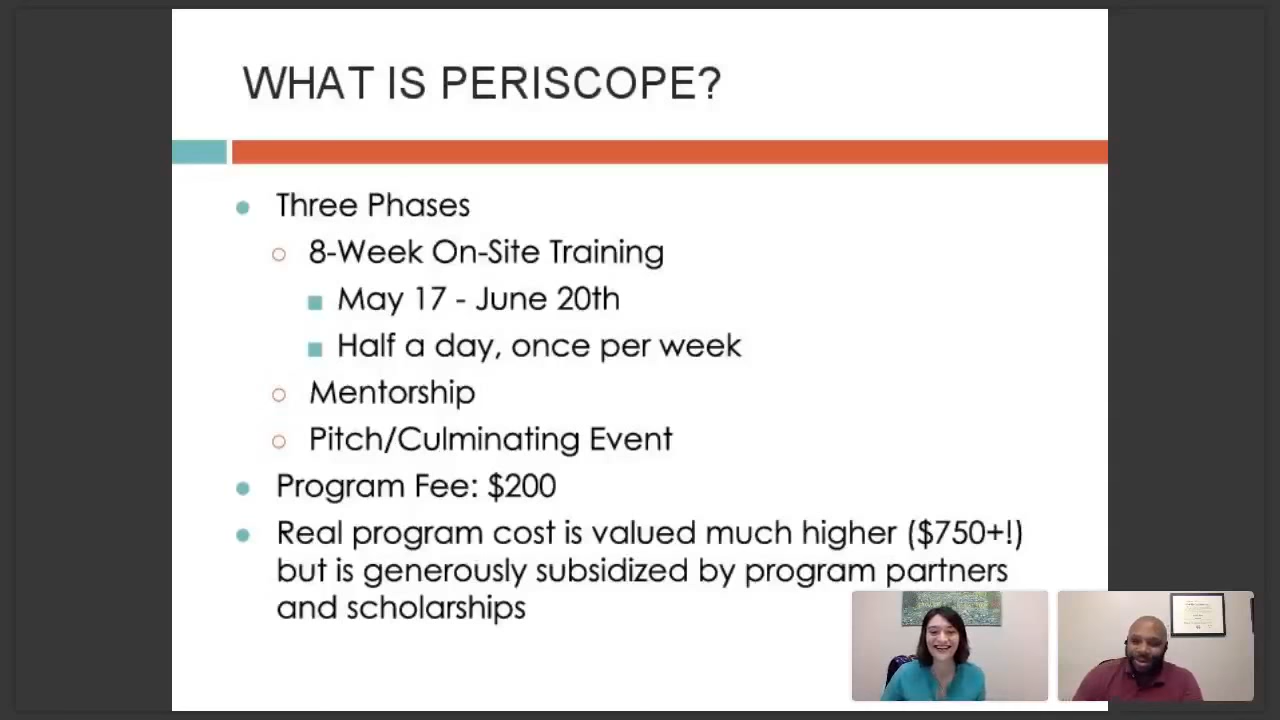 WHAT IS PERISCOPE?
Three Phases
8-Week On-Site Training
May 17 - June 20th
Half a day, once per week
Mentorship
Pitch/Culminating Event
Program Fee: $200
Real program cost is valued much higher ($750+!)
but is generously subsidized by program partners
and scholarships